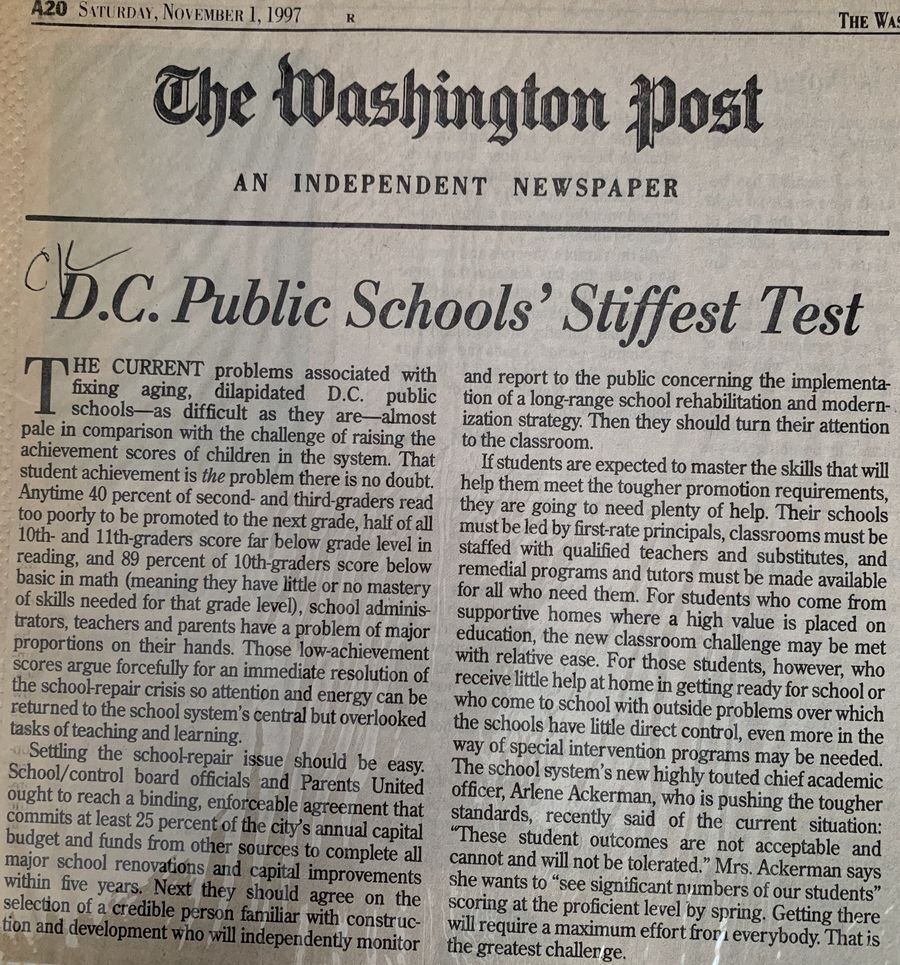 A20 SATURDAY, NOVEMBER 1, 1997 R THE WAS
The Washington Post
AN INDEPENDENT NEWSPAPER
CK
D.C. Public Schools' Stiffest Test
THE CURRENT problems associated with
fixing aging, dilapidated D.C. public
schools—as difficult as they are—almost
pale in comparison with the challenge of raising the
achievement scores of children in the system. That
student achievement is the problem there is no doubt.
Anytime 40 percent of second- and third-graders read
too poorly to be promoted to the next grade, half of all
10th- and 11th-graders score far below grade level in
reading, and 89 percent of 10th-graders score below
basic in math (meaning they have little or no mastery
of skills needed for that grade level), school adminis-
trators, teachers and parents have a problem of major
proportions on their hands. Those low-achievement
scores argue forcefully for an immediate resolution of
the school-repair crisis so attention and energy can be
returned to the school system's central but overlooked
tasks of teaching and learning.
Settling the school-repair issue should be easy.
School/control board officials and Parents United
ought to reach a binding, enforceable agreement that
commits at least 25 percent of the city's annual capital
budget and funds from other sources to complete all
major school renovations and capital improvements
within five years. Next they should agree on the
selection of a credible person familiar with construc-
tion and development who will independently monitor
and report to the public concerning the implementa-
tion of a long-range school rehabilitation and modern-
ization strategy. Then they should turn their attention
to the classroom.
If students are expected to master the skills that will
help them meet the tougher promotion requirements,
they are going to need plenty of help. Their schools
must be led by first-rate principals, classrooms must be
staffed with qualified teachers and substitutes, and
remedial programs and tutors must be made available
for all who need them. For students who come from
supportive homes where a high value is placed on
education, the new classroom challenge may be met
with relative ease. For those students, however, who
receive little help at home in getting ready for school or
who come to school with outside problems over which
the schools have little direct control, even more in the
way of special intervention programs may be needed.
The school system's new highly touted chief academic
officer, Arlene Ackerman, who is pushing the tougher
standards, recently said of the current situation:
"These student outcomes are not acceptable and
cannot and will not be tolerated." Mrs. Ackerman says
she wants to "see significant numbers of our students"
scoring at the proficient level by spring. Getting there
will require a maximum effort from everybody. That is
the greatest challenge.